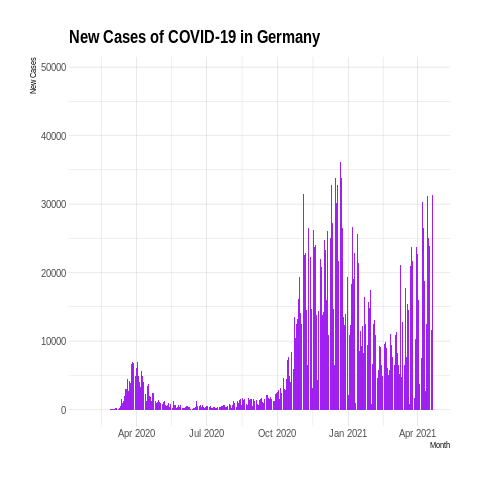 New Cases of COVID-19 in Germany
New Cases
50000
40000
30000
20000
10000
0
Apr 2020 Jul 2020 Oct 2020 Jan 2021 Apr 2021
Month